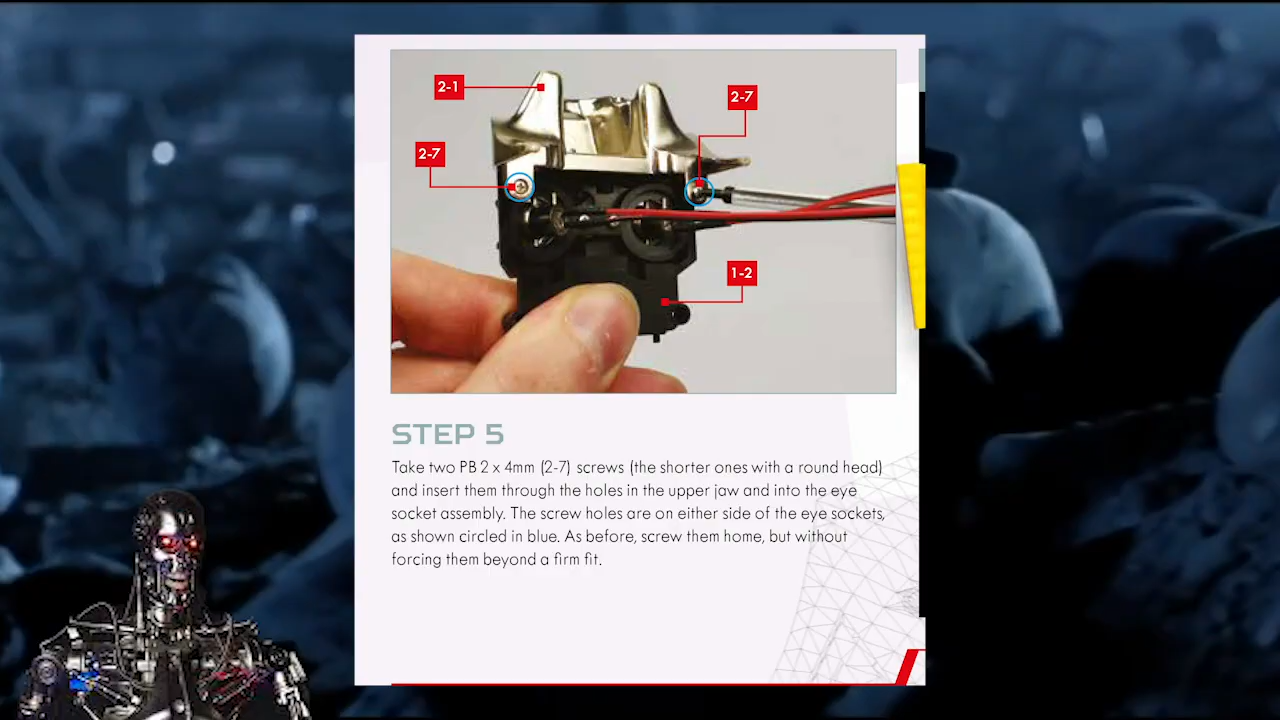 2-1
2-7
2-7
1-2
STEP 5
Take two PB 2 x 4mm (2-7) screws (the shorter ones with a round head)
and insert them through the holes in the upper jaw and into the eye
socket assembly. The screw holes are on either side of the eye sockets,
as shown circled in blue. As before, screw them home, but without
forcing them beyond a firm fit.